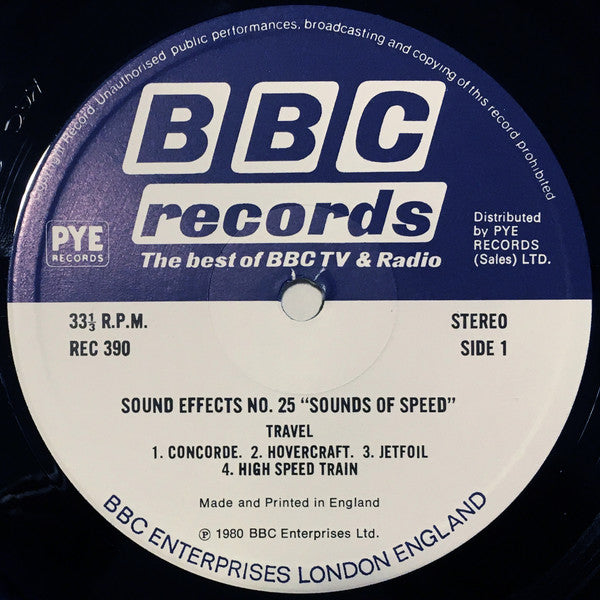 Copyright Record. Unauthorised public performances, broadcasting and copying of this record prohibited
BBC
records
The best of BBC TV & Radio
PYE
RECORDS
Distributed
by PYE
RECORDS
(Sales) LTD.
33⅓ R.P.M.
REC 390
STEREO
SIDE 1
SOUND EFFECTS NO. 25 “SOUNDS OF SPEED”
TRAVEL
1. CONCORDE. 2. HOVERCRAFT. 3. JETFOIL
4. HIGH SPEED TRAIN
Made and Printed in England
Ⓟ 1980 BBC Enterprises Ltd.
BBC ENTERPRISES LONDON ENGLAND